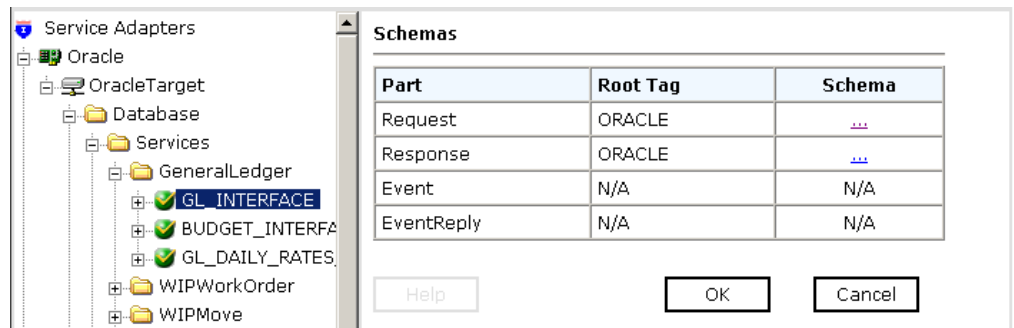 Service Adapters
Oracle
OracleTarget
Database
Services
GeneralLedger
GL_INTERFACE
BUDGET_INTERFA
GL_DAILY_RATES_
WIPWorkOrder
WIPMove
Schemas
Part Root Tag Schema
Request ORACLE ...
Response ORACLE ...
Event N/A N/A
EventReply N/A N/A
Help OK Cancel